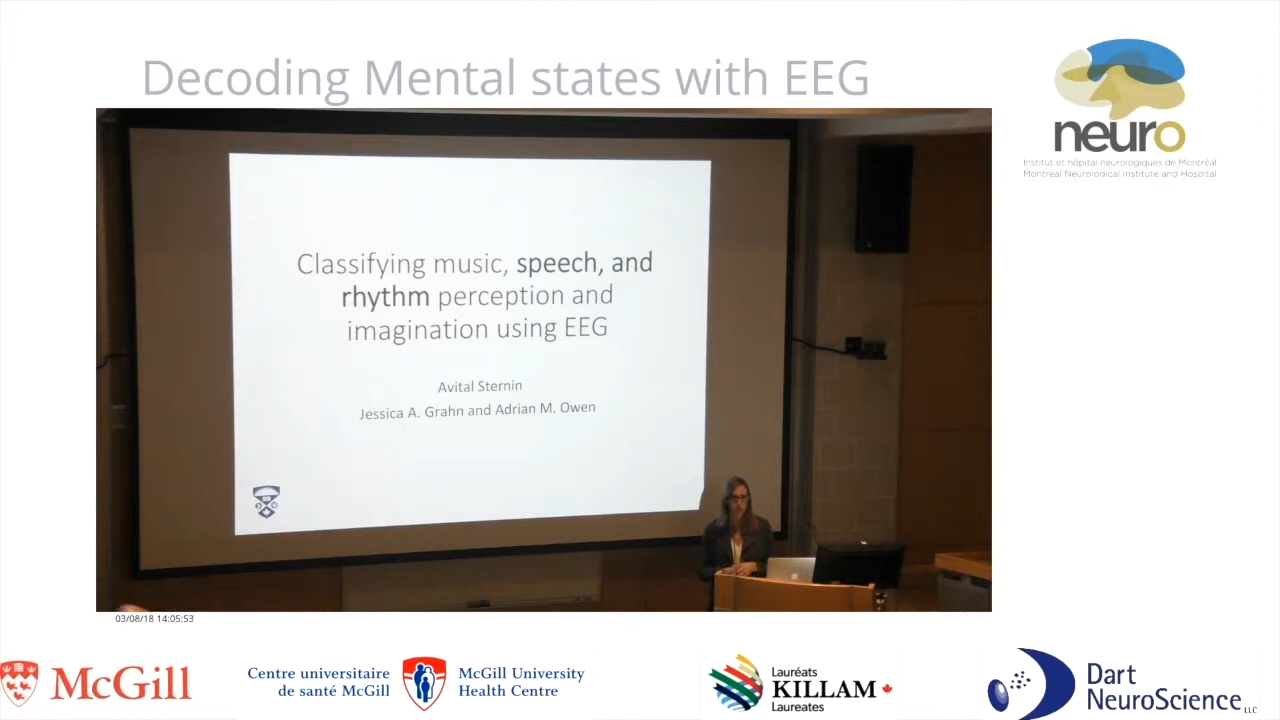 Decoding Mental states with EEG
neuro
Institut et hôpital neurologiques de Montréal
Montreal Neurological Institute and Hospital
Classifying music, speech, and
rhythm perception and
imagination using EEG
Avital Sternin
Jessica A. Grahn and Adrian M. Owen
03/08/18 14:05:53
McGill
Centre universitaire
de santé McGill
McGill University
Health Centre
Lauréats
KILLAM
Laureates
Dart
NeuroScience LLC